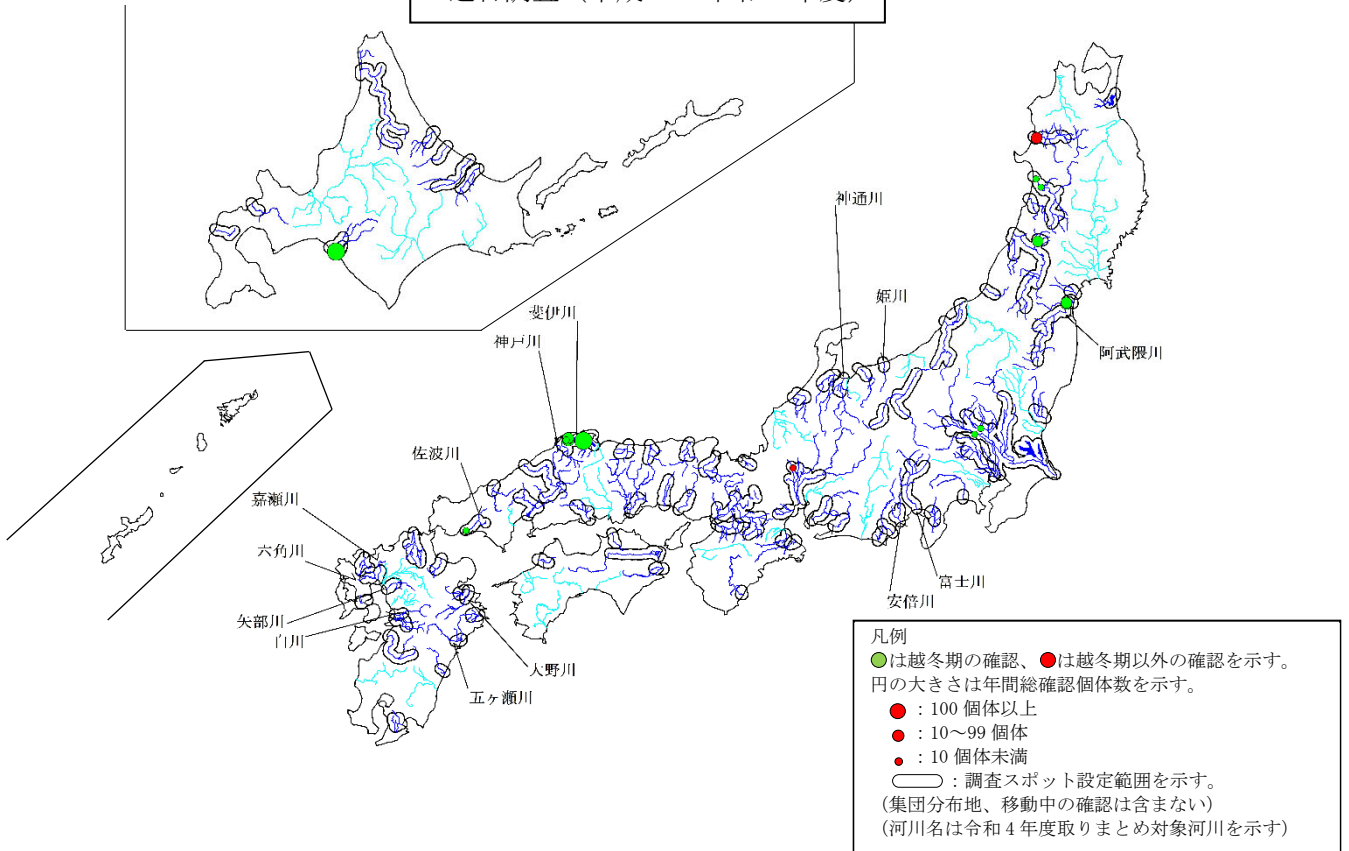 神通川
姫川
斐伊川
神戸川
阿武隈川
佐波川
嘉瀬川
六角川
矢部川
白川
大野川
五ヶ瀬川
富士川
安倍川
凡例
●は越冬期の確認、●は越冬期以外の確認を示す。
円の大きさは年間総確認個体数を示す。
：100 個体以上
：10～99 個体
：10 個体未満
：調査スポット設定範囲を示す。
(集団分布地、移動中の確認は含まない)
(河川名は令和４年度取りまとめ対象河川を示す)